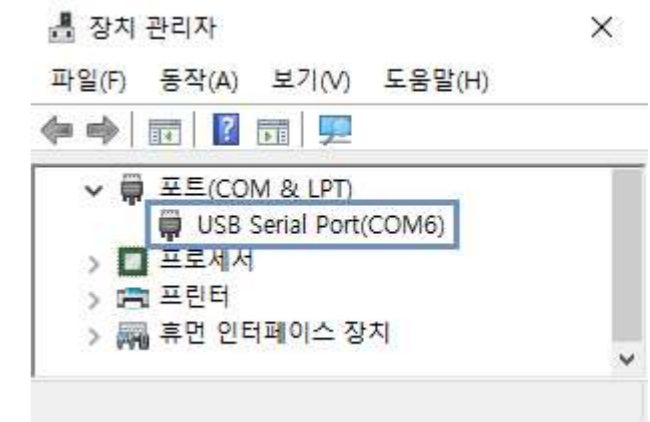 장치 관리자
파일(F) 동작(A) 보기(V) 도움말(H)
포트(COM & LPT)
USB Serial Port(COM6)
프로세서
프린터
휴먼 인터페이스 장치